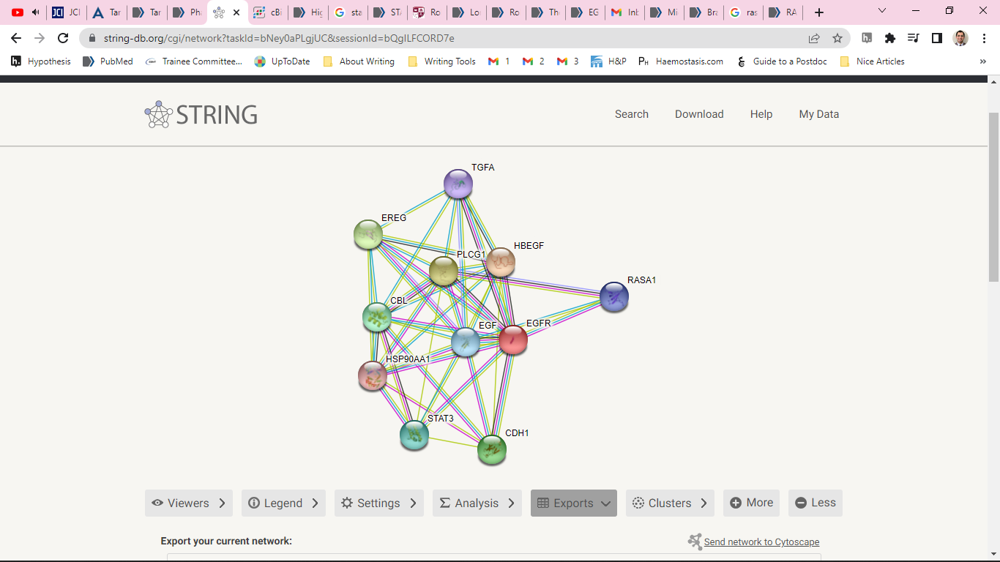 JCI Tar Tar Pha cBi Hig sta ST Ro Lo Ro Th EG Inb Mi Bra ras RA
string-db.org/cgi/network?taskId=bNey0aPLgjUC&sessionId=bQgILFCORD7e
Hypothesis PubMed Trainee Committee... UpToDate About Writing Writing Tools 1 2 3 H&P Haemostasis.com Guide to a Postdoc Nice Articles »
STRING Search Download Help My Data
TGFA
EREG
HBEGF
PLCG1
RASA1
CBL
EGFR
EGF
HSP90AA1
STAT3
CDH1
Viewers Legend Settings Analysis Exports Clusters More Less
Export your current network: Send network to Cytoscape